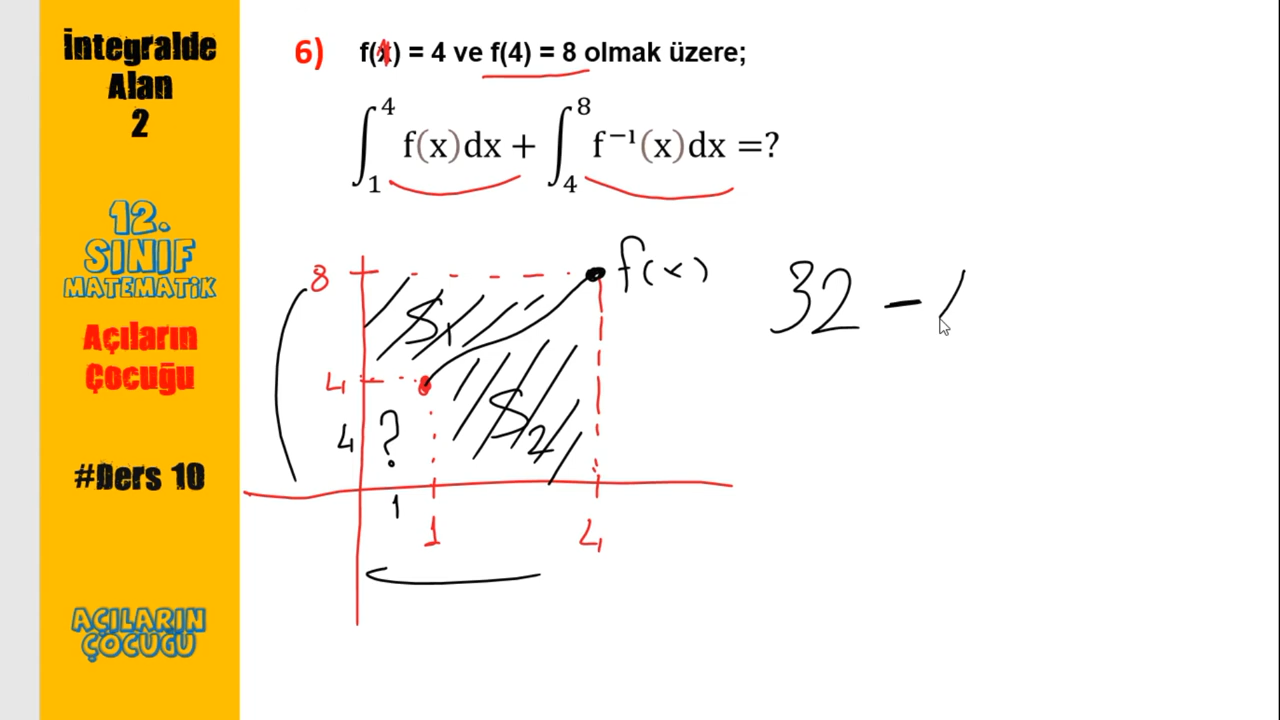 İntegralde
Alan
2
12.
SINIF
MATEMATİK
Açıların
Çocuğu
#Ders 10
AÇILARIN
ÇOCUĞU
6) f(1) = 4 ve f(4) = 8 olmak üzere;
∫₁⁴ f(x)dx + ∫₄⁸ f⁻¹(x)dx =?
8
f(x)
32 -
S1
4
S2
4
?
1
1
4